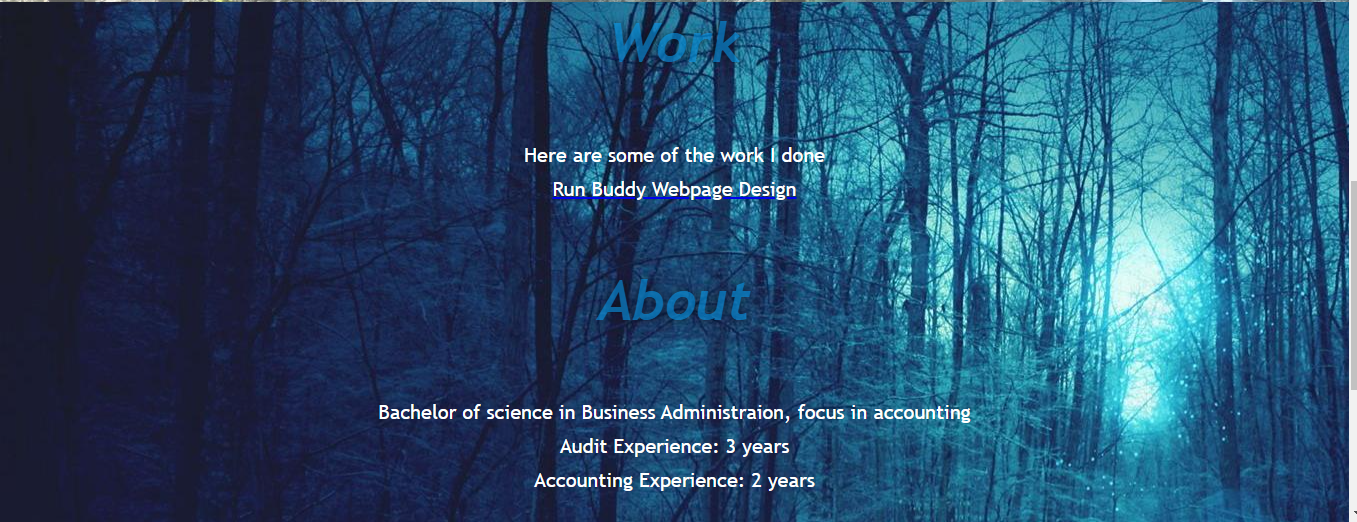 Work
Here are some of the work I done
Run Buddy Webpage Design
About
Bachelor of science in Business Administraion, focus in accounting
Audit Experience: 3 years
Accounting Experience: 2 years